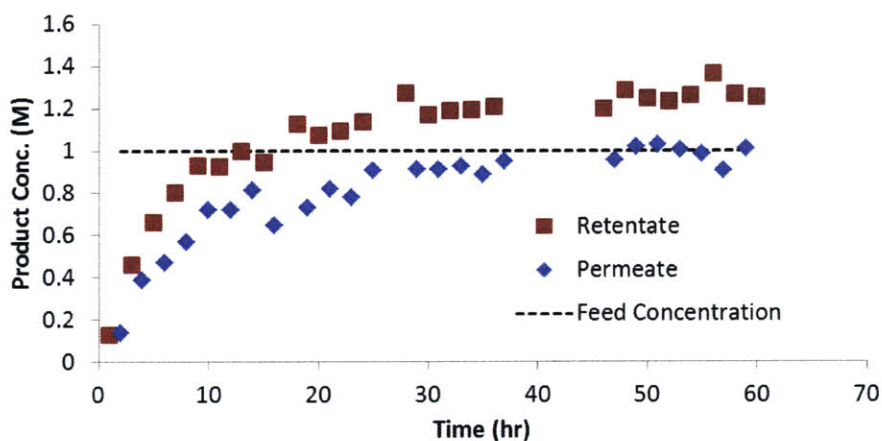 1.6
1.4
1.2
1
0.8
0.6
0.4
0.2
0
Product Conc. (M)
Retentate
Permeate
Feed Concentration
0 10 20 30 40 50 60 70
Time (hr)